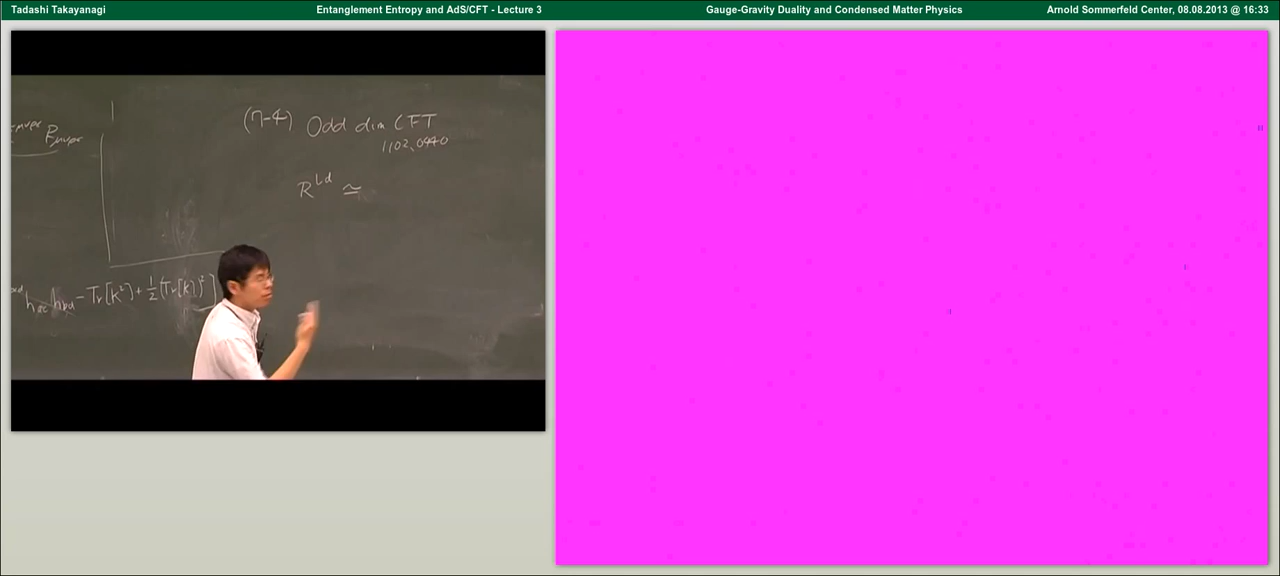 Tadashi Takayanagi
Entanglement Entropy and AdS/CFT - Lecture 3
Gauge-Gravity Duality and Condensed Matter Physics
Arnold Sommerfeld Center, 08.08.2013 @ 16:33
(7-4) Odd dim CFT
1102.0440
R^{1,d} ≃
- Tr[k²] + 1/2 (Tr[k])² ]